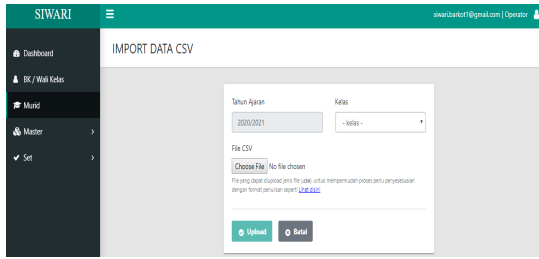 SIWARI
siwari.barkot1@gmail.com | Operator
Dashboard
IMPORT DATA CSV
BK / Wali Kelas
Murid
Master
Set
Tahun Ajaran Kelas
2020/2021 - kelas -
File CSV
Choose File No file chosen
File yang dapat diupload jenis file (.csv), untuk mempermudah proses perlu penyesesuaian
dengan format penulisan seperti Lihat disini
Upload Batal